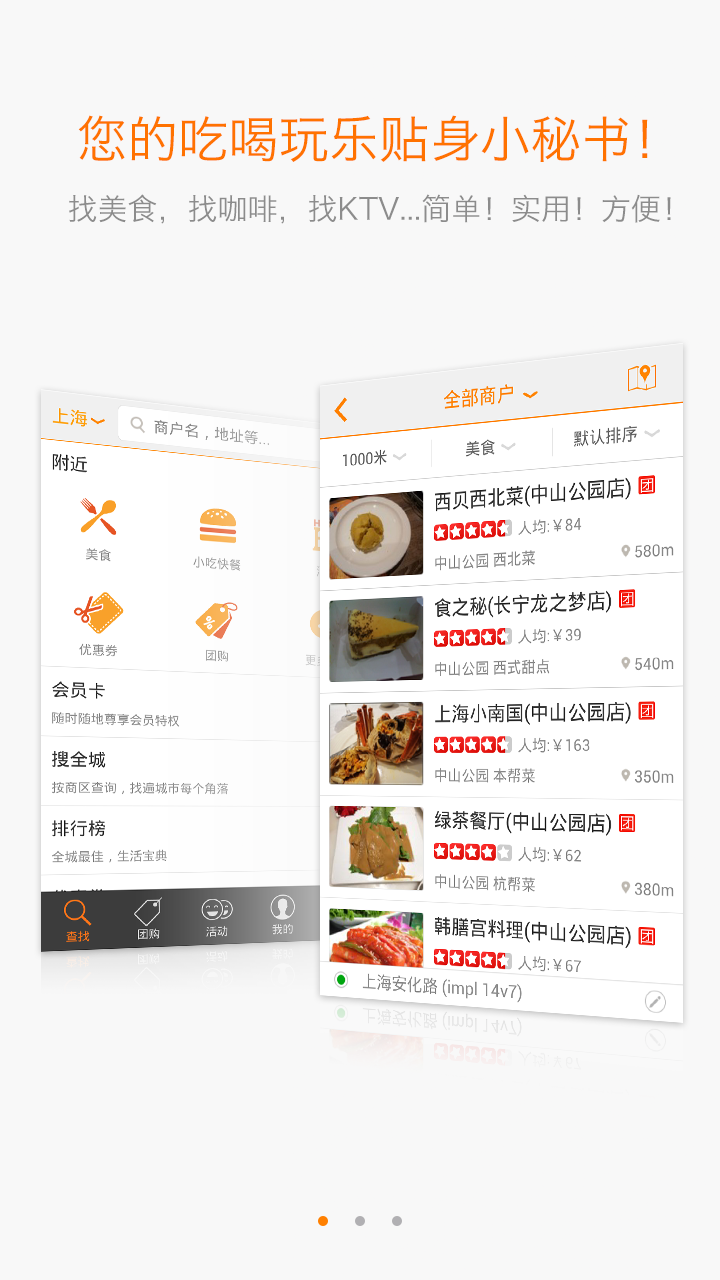 您的吃喝玩乐贴身小秘书！
找美食，找咖啡，找KTV...简单！实用！方便！
上海
商户名，地址等...
附近
美食
小吃快餐
优惠券
团购
会员卡
随时随地尊享会员特权
搜全城
按商区查询，找遍城市每个角落
排行榜
全城最佳，生活宝典
查找
团购
活动
我的
全部商户
1000米
美食
默认排序
西贝西北菜(中山公园店) 团
人均:￥84
中山公园 西北菜 580m
食之秘(长宁龙之梦店) 团
人均:￥39
中山公园 西式甜点 540m
上海小南国(中山公园店) 团
人均:￥163
中山公园 本帮菜 350m
绿茶餐厅(中山公园店) 团
人均:￥62
中山公园 杭帮菜 380m
韩膳宫料理(中山公园店) 团
人均:￥67
上海安化路 (impl 14v7)